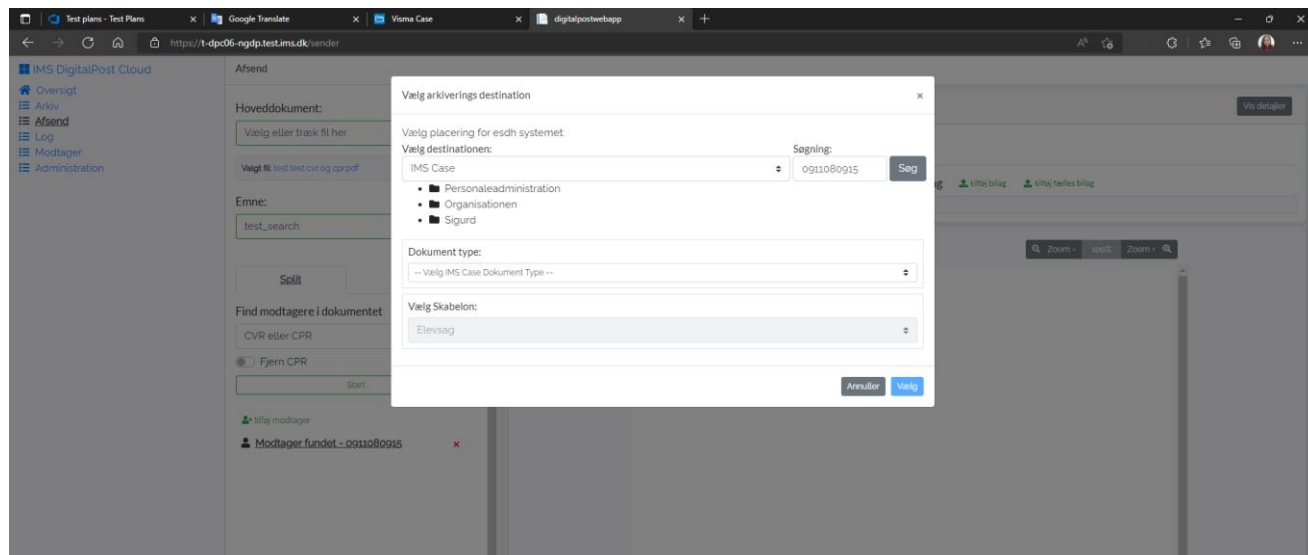 Test plans - Test Plans
Google Translate
Visma Case
digitalpostwebapp
https://t-dpc06-ngdp.test.ims.dk/sender
IMS DigitalPost Cloud
Oversigt
Arkiv
Afsend
Log
Modtager
Administration
Afsend
Hoveddokument:
Vælg eller træk fil her
Valgt fil: test test cvr og cpr.pdf
Emne:
test_search
Split
Find modtagere i dokumentet
CVR eller CPR
Fjern CPR
Start
tilføj modtager
Modtager fundet - 0911080915
Vælg arkiverings destination
Vælg placering for esdh systemet.
Vælg destinationen:
Søgning:
IMS Case
0911080915
Søg
Personaleadministration
Organisationen
Sigurd
Dokument type:
-- Vælg IMS Case Dokument Type --
Vælg Skabelon:
Elevsag
Annuller
Vælg
Vis detaljer
tilføj bilag
tilføj fælles bilag
Zoom -
100%
Zoom +